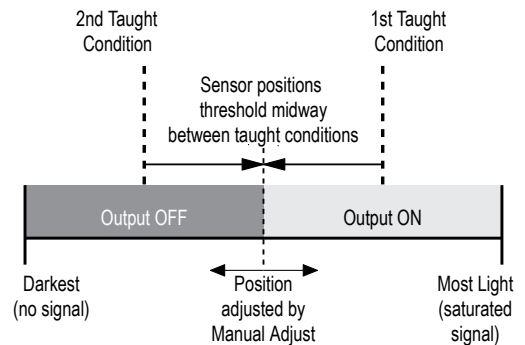 2nd Taught
Condition
1st Taught
Condition
Sensor positions
threshold midway
between taught conditions
Output OFF
Output ON
Darkest
(no signal)
Position
adjusted by
Manual Adjust
Most Light
(saturated
signal)